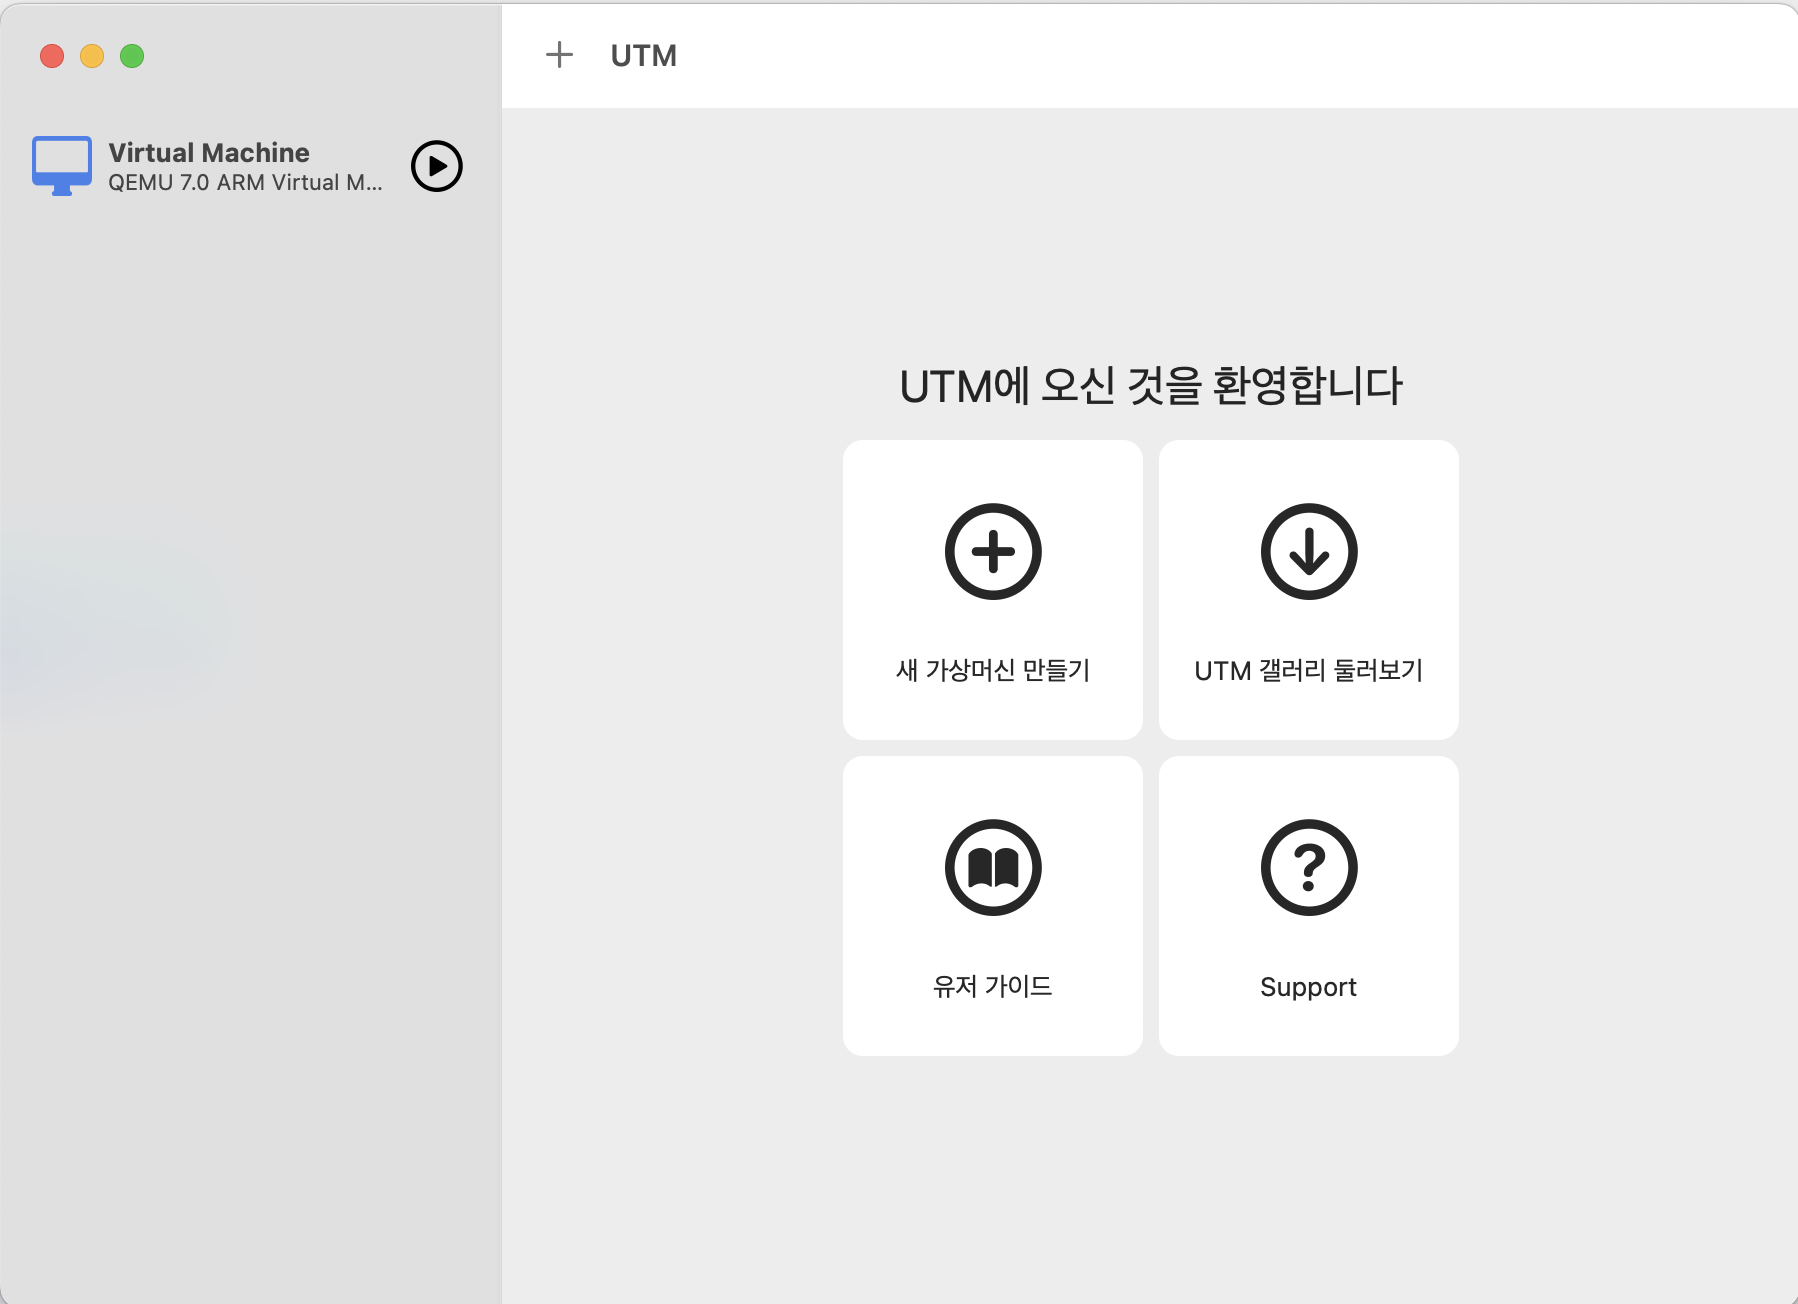 UTM
Virtual Machine
QEMU 7.0 ARM Virtual M...
UTM에 오신 것을 환영합니다
새 가상머신 만들기
UTM 갤러리 둘러보기
유저 가이드
Support